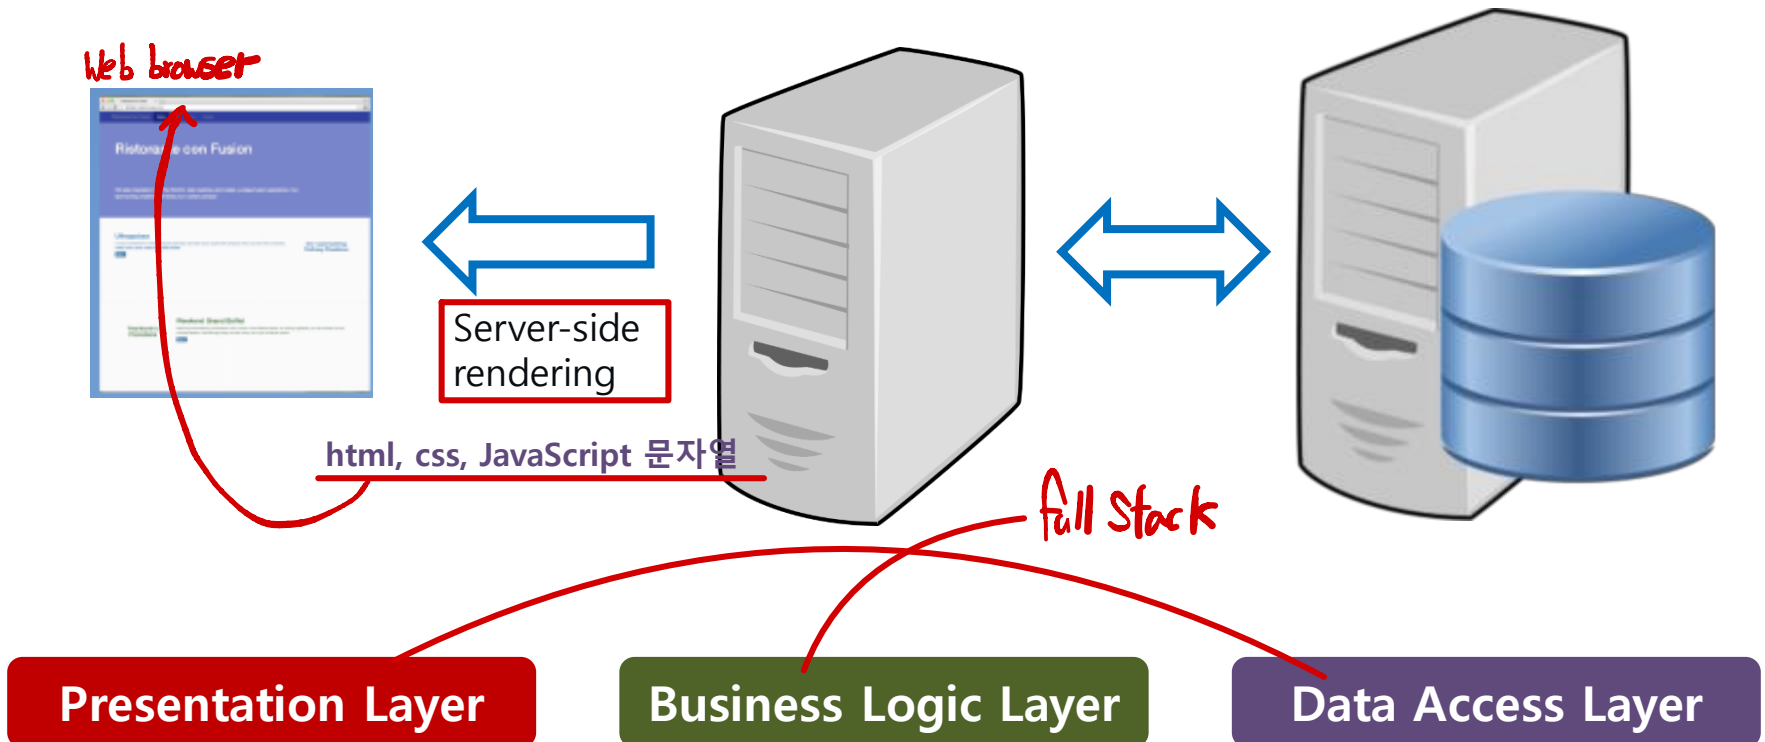 Web browser
Ristorante con Fusion
Server-side
rendering
html, css, JavaScript 문자열
full stack
Presentation Layer
Business Logic Layer
Data Access Layer